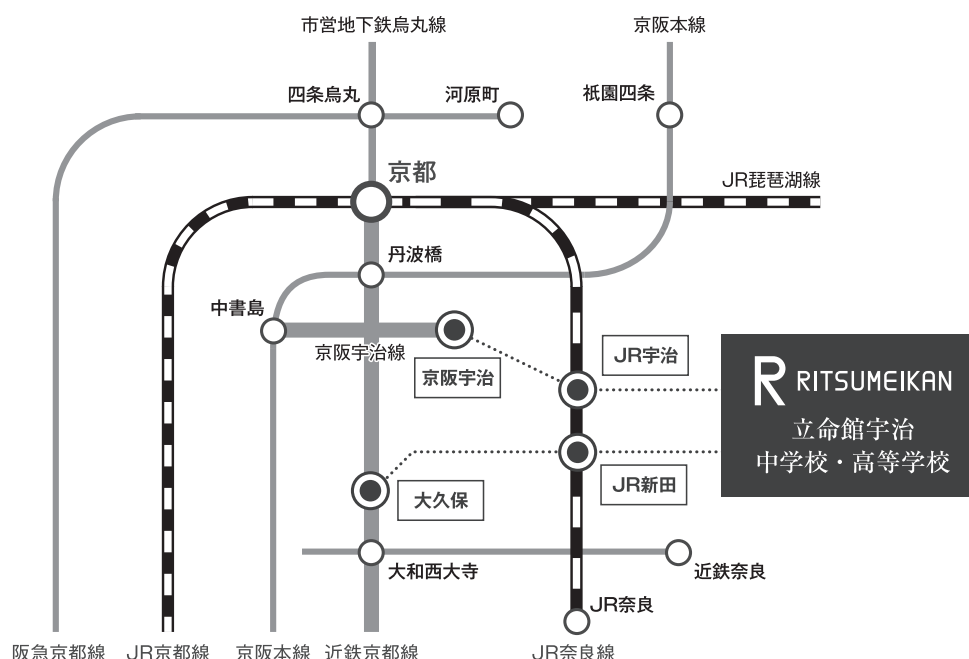 市営地下鉄烏丸線
京阪本線
四条烏丸
河原町
祇園四条
京都
JR琵琶湖線
丹波橋
中書島
京阪宇治線
京阪宇治
JR宇治
R RITSUMEIKAN
立命館宇治
中学校・高等学校
大久保
JR新田
大和西大寺
近鉄奈良
JR奈良
阪急京都線
JR京都線
京阪本線
近鉄京都線
JR奈良線